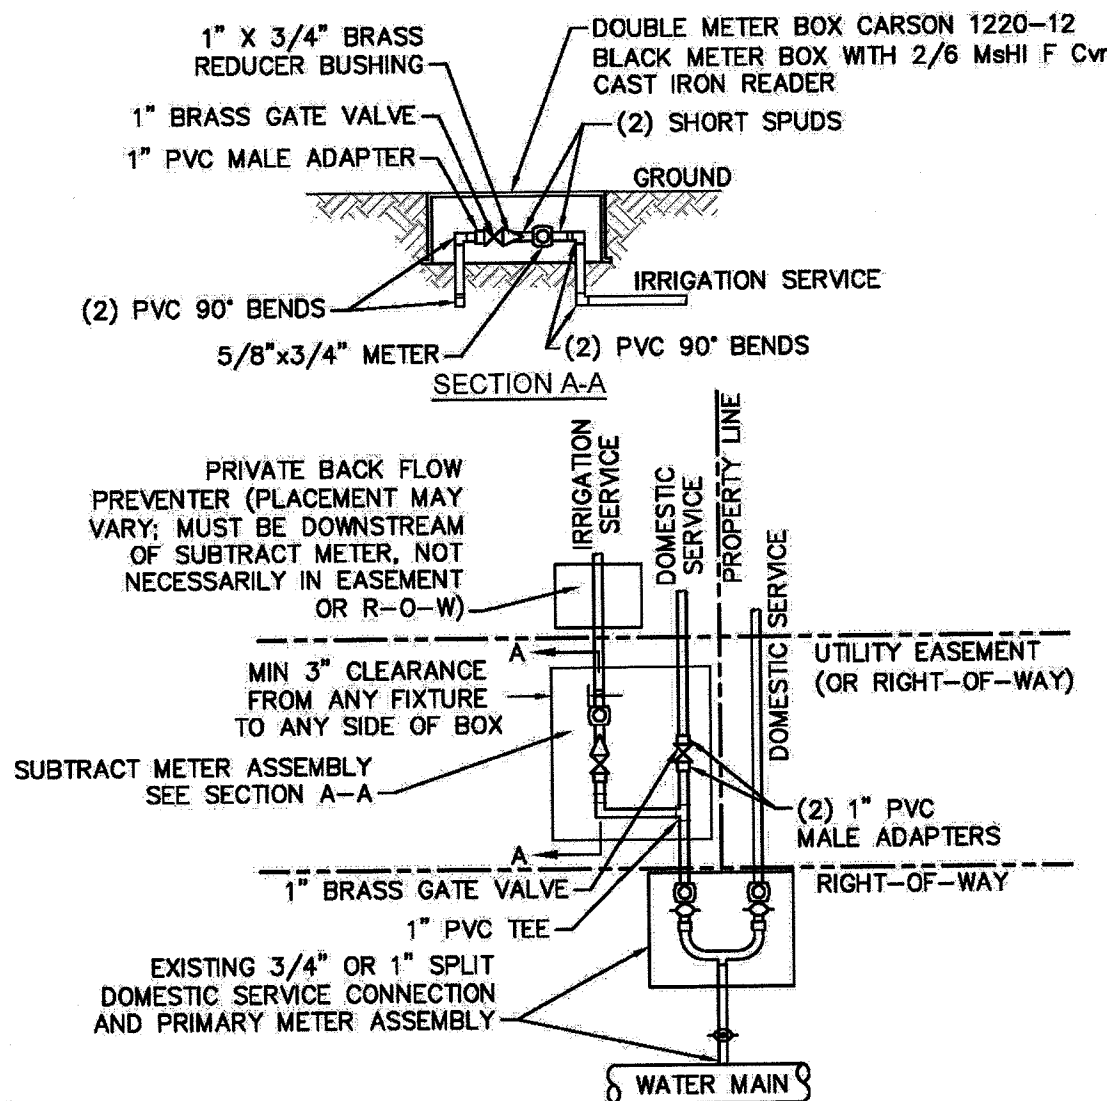 1" X 3/4" BRASS
REDUCER BUSHING
1" BRASS GATE VALVE
1" PVC MALE ADAPTER
DOUBLE METER BOX CARSON 1220-12
BLACK METER BOX WITH 2/6 MsHI F Cvr
CAST IRON READER
(2) SHORT SPUDS
GROUND
IRRIGATION SERVICE
(2) PVC 90° BENDS
5/8"x3/4" METER
(2) PVC 90° BENDS
SECTION A-A
PRIVATE BACK FLOW
PREVENTER (PLACEMENT MAY
VARY; MUST BE DOWNSTREAM
OF SUBTRACT METER, NOT
NECESSARILY IN EASEMENT
OR R-O-W)
IRRIGATION
SERVICE
DOMESTIC
SERVICE
PROPERTY LINE
DOMESTIC SERVICE
A
MIN 3" CLEARANCE
FROM ANY FIXTURE
TO ANY SIDE OF BOX
UTILITY EASEMENT
(OR RIGHT-OF-WAY)
SUBTRACT METER ASSEMBLY
SEE SECTION A-A
(2) 1" PVC
MALE ADAPTERS
A
1" BRASS GATE VALVE
RIGHT-OF-WAY
1" PVC TEE
EXISTING 3/4" OR 1" SPLIT
DOMESTIC SERVICE CONNECTION
AND PRIMARY METER ASSEMBLY
WATER MAIN